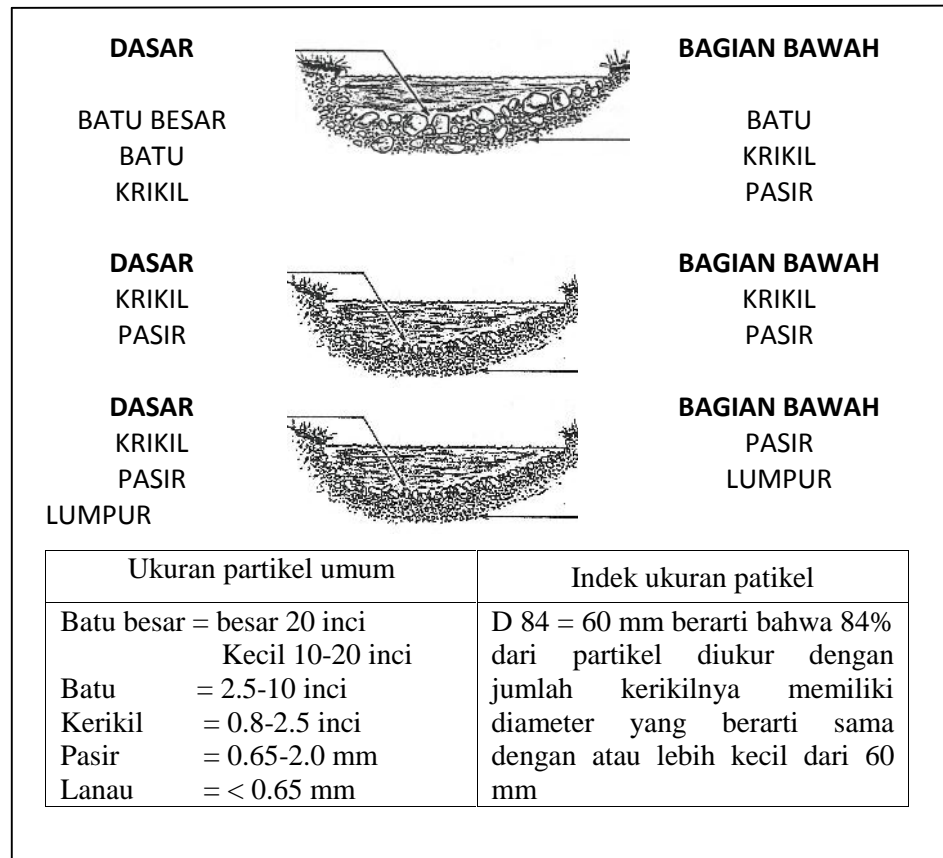 DASAR
BAGIAN BAWAH
BATU BESAR
BATU
BATU
KRIKIL
KRIKIL
PASIR
DASAR
BAGIAN BAWAH
KRIKIL
KRIKIL
PASIR
PASIR
DASAR
BAGIAN BAWAH
KRIKIL
PASIR
PASIR
LUMPUR
LUMPUR
Ukuran partikel umum
Batu besar = besar 20 inci
Kecil 10-20 inci
Batu = 2.5-10 inci
Kerikil = 0.8-2.5 inci
Pasir = 0.65-2.0 mm
Lanau = < 0.65 mm
Indek ukuran patikel
D 84 = 60 mm berarti bahwa 84%
dari partikel diukur dengan
jumlah kerikilnya memiliki
diameter yang berarti sama
dengan atau lebih kecil dari 60
mm